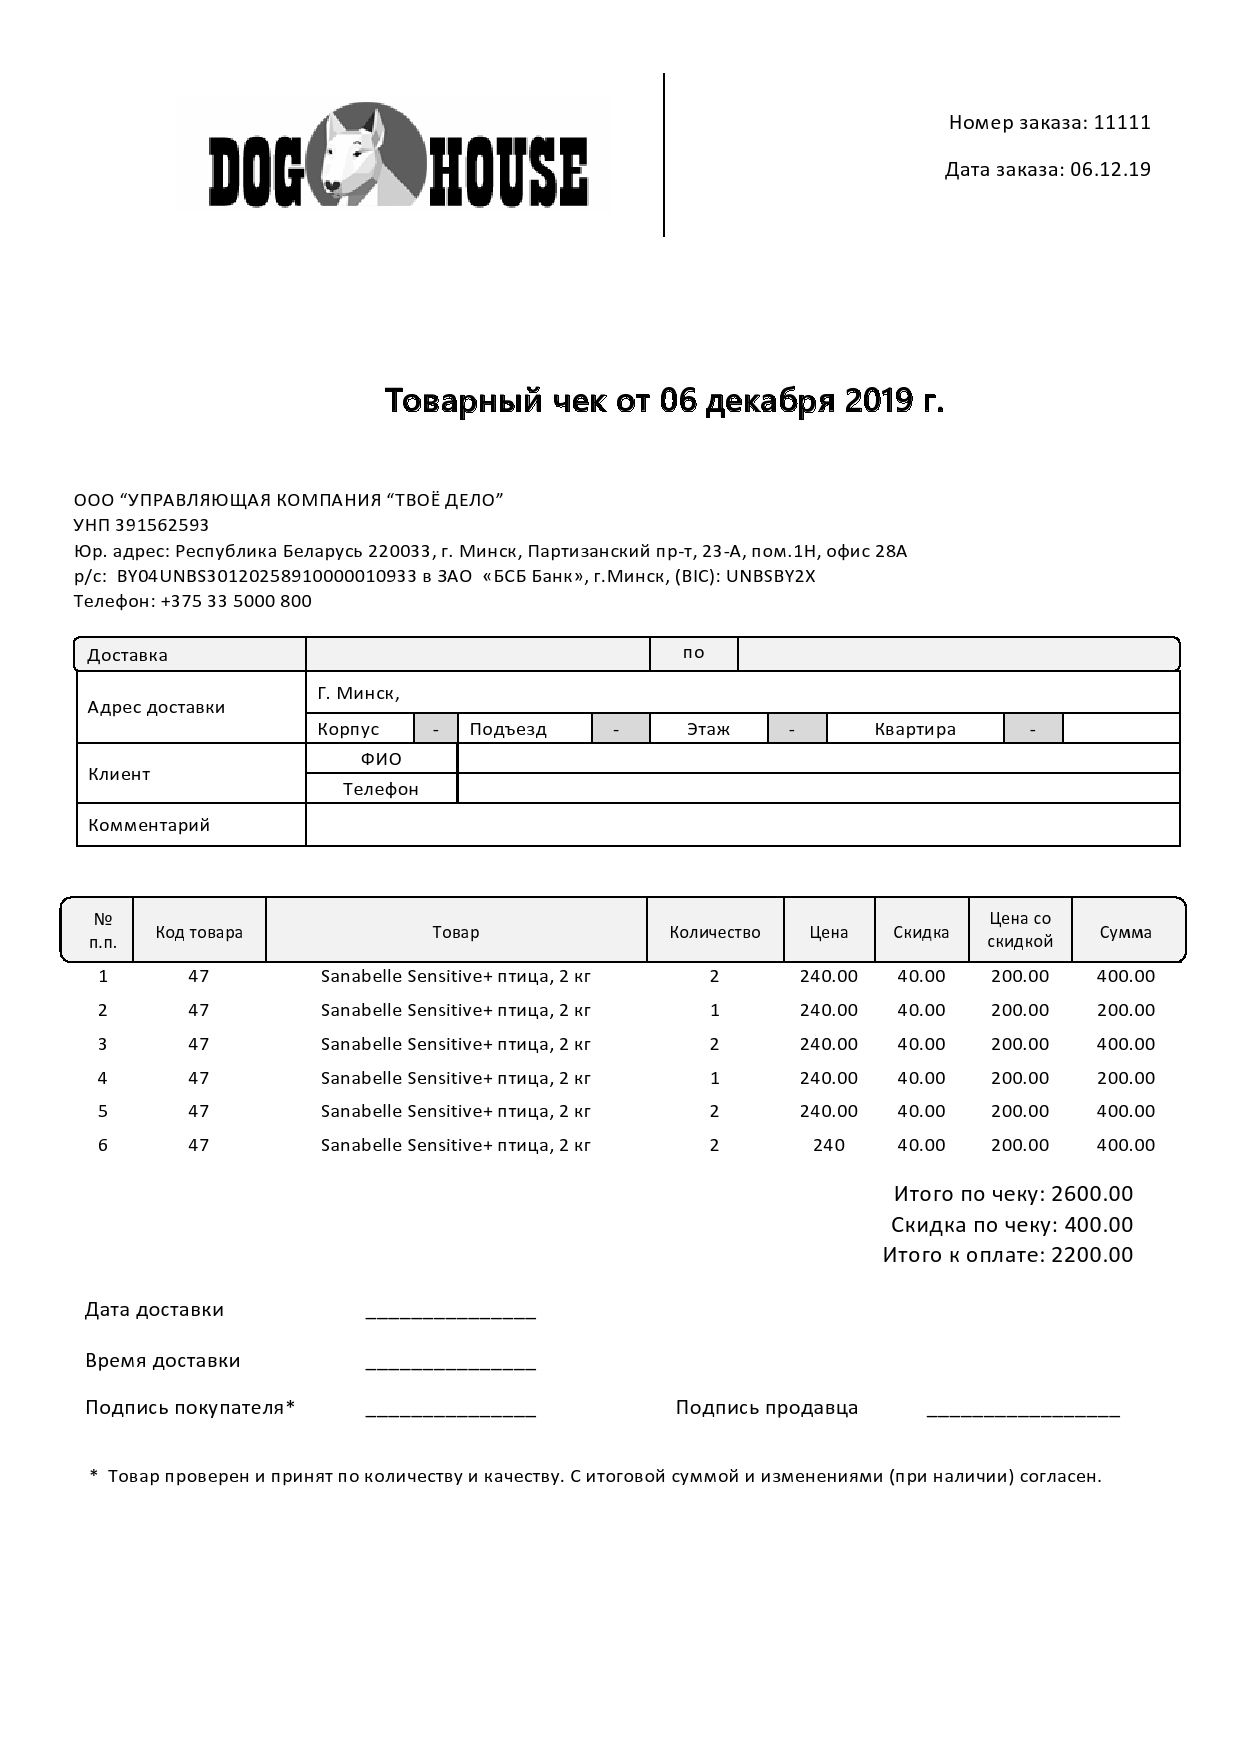 DOG HOUSE
Номер заказа: 11111
Дата заказа: 06.12.19
Товарный чек от 06 декабря 2019 г.
ООО “УПРАВЛЯЮЩАЯ КОМПАНИЯ “ТВОЁ ДЕЛО”
УНП 391562593
Юр. адрес: Республика Беларусь 220033, г. Минск, Партизанский пр-т, 23-А, пом.1Н, офис 28А
р/с: BY04UNBS30120258910000010933 в ЗАО «БСБ Банк», г.Минск, (BIC): UNBSBY2X
Телефон: +375 33 5000 800
Доставка по
Адрес доставки Г. Минск,
Корпус - Подъезд - Этаж - Квартира -
Клиент ФИО
Телефон
Комментарий
№ п.п. Код товара Товар Количество Цена Скидка Цена со скидкой Сумма
1 47 Sanabelle Sensitive+ птица, 2 кг 2 240.00 40.00 200.00 400.00
2 47 Sanabelle Sensitive+ птица, 2 кг 1 240.00 40.00 200.00 200.00
3 47 Sanabelle Sensitive+ птица, 2 кг 2 240.00 40.00 200.00 400.00
4 47 Sanabelle Sensitive+ птица, 2 кг 1 240.00 40.00 200.00 200.00
5 47 Sanabelle Sensitive+ птица, 2 кг 2 240.00 40.00 200.00 400.00
6 47 Sanabelle Sensitive+ птица, 2 кг 2 240 40.00 200.00 400.00
Итого по чеку: 2600.00
Скидка по чеку: 400.00
Итого к оплате: 2200.00
Дата доставки _______________
Время доставки _______________
Подпись покупателя* _______________ Подпись продавца _________________
* Товар проверен и принят по количеству и качеству. С итоговой суммой и изменениями (при наличии) согласен.